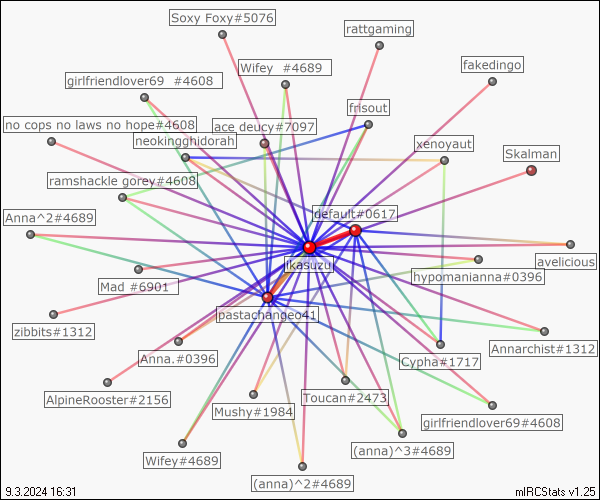 Soxy Foxy#5076
rattgaming
girlfriendlover69 #4608
Wifey #4689
fakedingo
frisout
no cops no laws no hope#4608
ace deucy#7097
neokingghidorah
xenoyaut
Skalman
ramshackle gorey#4608
Anna^2#4689
default#0617
ikasuzu
avelicious
Mad #6901
hypomanianna#0396
pastachangeo41
zibbits#1312
Anna.#0396
Cypha#1717
Annarchist#1312
AlpineRooster#2156
Mushy#1984
Toucan#2473
girlfriendlover69#4608
Wifey#4689
(anna)^3#4689
(anna)^2#4689
9.3.2024 16:31
mIRCStats v1.25